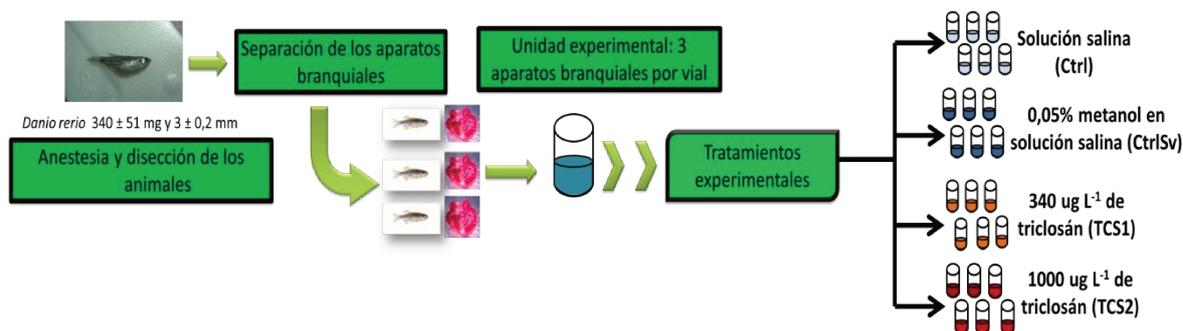 Danio rerio 340 ± 51 mg y 3 ± 0,2 mm
Anestesia y disección de los
animales
Separación de los aparatos
branquiales
Unidad experimental: 3
aparatos branquiales por vial
Tratamientos
experimentales
Solución salina
(Ctrl)
0,05% metanol en
solución salina (CtrlSv)
340 ug L⁻¹ de
triclosán (TCS1)
1000 ug L⁻¹ de
triclosán (TCS2)